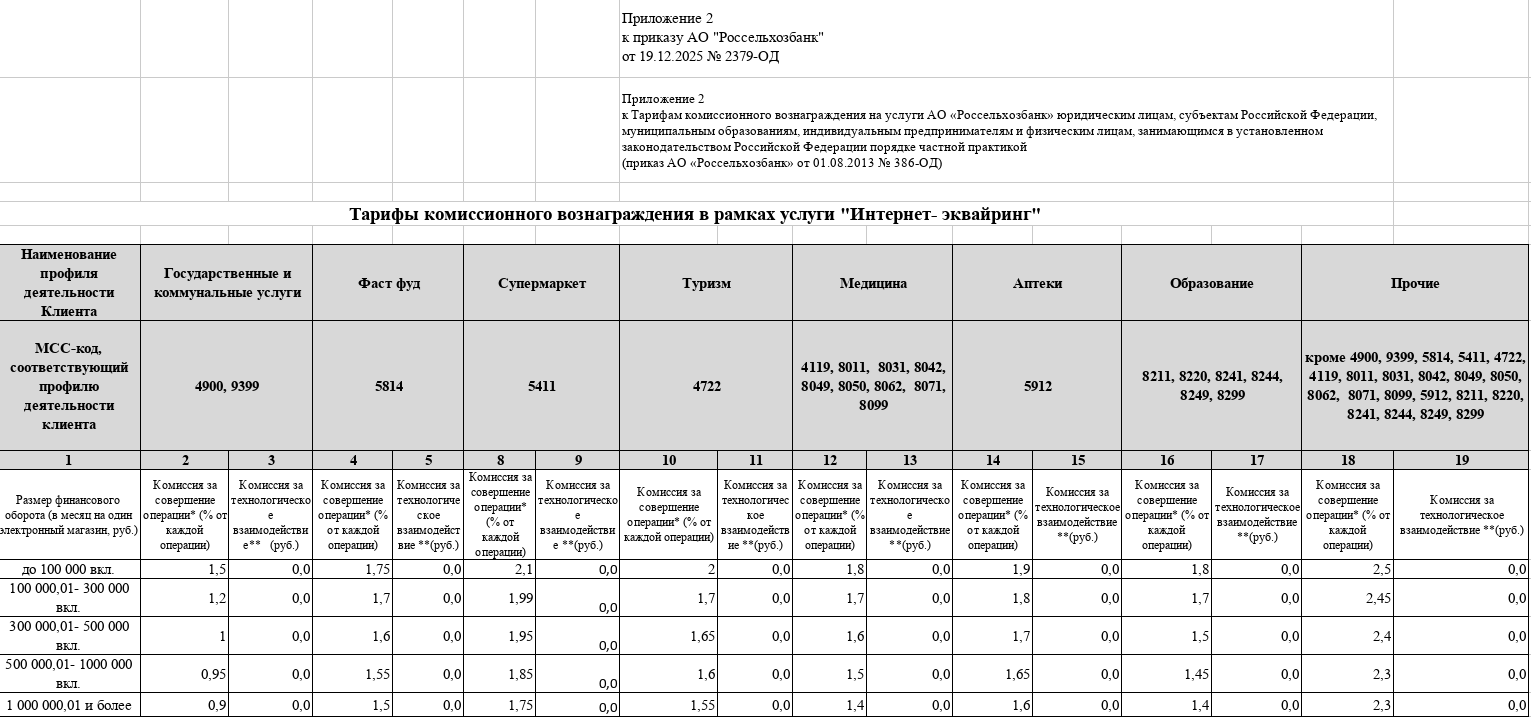 Приложение 2
к приказу АО "Россельхозбанк"
от 19.12.2025 № 2379-ОД
Приложение 2
к Тарифам комиссионного вознаграждения на услуги АО «Россельхозбанк» юридическим лицам, субъектам Российской Федерации,
муниципальным образованиям, индивидуальным предпринимателям и физическим лицам, занимающимся в установленном
законодательством Российской Федерации порядке частной практикой
(приказ АО «Россельхозбанк» от 01.08.2013 № 386-ОД)
Тарифы комиссионного вознаграждения в рамках услуги "Интернет- эквайринг"
Наименование
профиля
деятельности
Клиента
Государственные и
коммунальные услуги
Фаст фуд
Супермаркет
Туризм
Медицина
Аптеки
Образование
Прочие
МСС-код,
соответствующий
профилю
деятельности
клиента
4900, 9399
5814
5411
4722
4119, 8011, 8031, 8042,
8049, 8050, 8062, 8071,
8099
5912
8211, 8220, 8241, 8244,
8249, 8299
кроме 4900, 9399, 5814, 5411, 4722,
4119, 8011, 8031, 8042, 8049, 8050,
8062, 8071, 8099, 5912, 8211, 8220,
8241, 8244, 8249, 8299
1 2 3 4 5 8 9 10 11 12 13 14 15 16 17 18 19
Размер финансового
оборота (в месяц на один
электронный магазин, руб.)
Комиссия за
совершение
операции* (% от
каждой
операции)
Комиссия за
технологическо
е
взаимодействи
е** (руб.)
Комиссия за
совершение
операции* (%
от каждой
операции)
Комиссия за
технологиче
ское
взаимодейст
вие **(руб.)
Комиссия за
совершение
операции*
(% от
каждой
операции)
Комиссия за
технологическо
е
взаимодействи
е **(руб.)
Комиссия за
совершение
операции* (% от
каждой операции)
Комиссия за
технологичес
кое
взаимодейств
ие **(руб.)
Комиссия за
совершение
операции* (%
от каждой
операции)
Комиссия за
технологическо
е
взаимодействие
**(руб.)
Комиссия за
совершение
операции* (%
от каждой
операции)
Комиссия за
технологическое
взаимодействие
**(руб.)
Комиссия за
совершение
операции* (% от
каждой
операции)
Комиссия за
технологическое
взаимодействие
**(руб.)
Комиссия за
совершение
операции* (% от
каждой
операции)
Комиссия за
технологическое
взаимодействие **(руб.)
до 100 000 вкл. 1,5 0,0 1,75 0,0 2,1 0,0 2 0,0 1,8 0,0 1,9 0,0 1,8 0,0 2,5 0,0
100 000,01- 300 000
вкл. 1,2 0,0 1,7 0,0 1,99 0,0 1,7 0,0 1,7 0,0 1,8 0,0 1,7 0,0 2,45 0,0
300 000,01- 500 000
вкл. 1 0,0 1,6 0,0 1,95 0,0 1,65 0,0 1,6 0,0 1,7 0,0 1,5 0,0 2,4 0,0
500 000,01- 1000 000
вкл. 0,95 0,0 1,55 0,0 1,85 0,0 1,6 0,0 1,5 0,0 1,65 0,0 1,45 0,0 2,3 0,0
1 000 000,01 и более 0,9 0,0 1,5 0,0 1,75 0,0 1,55 0,0 1,4 0,0 1,6 0,0 1,4 0,0 2,3 0,0